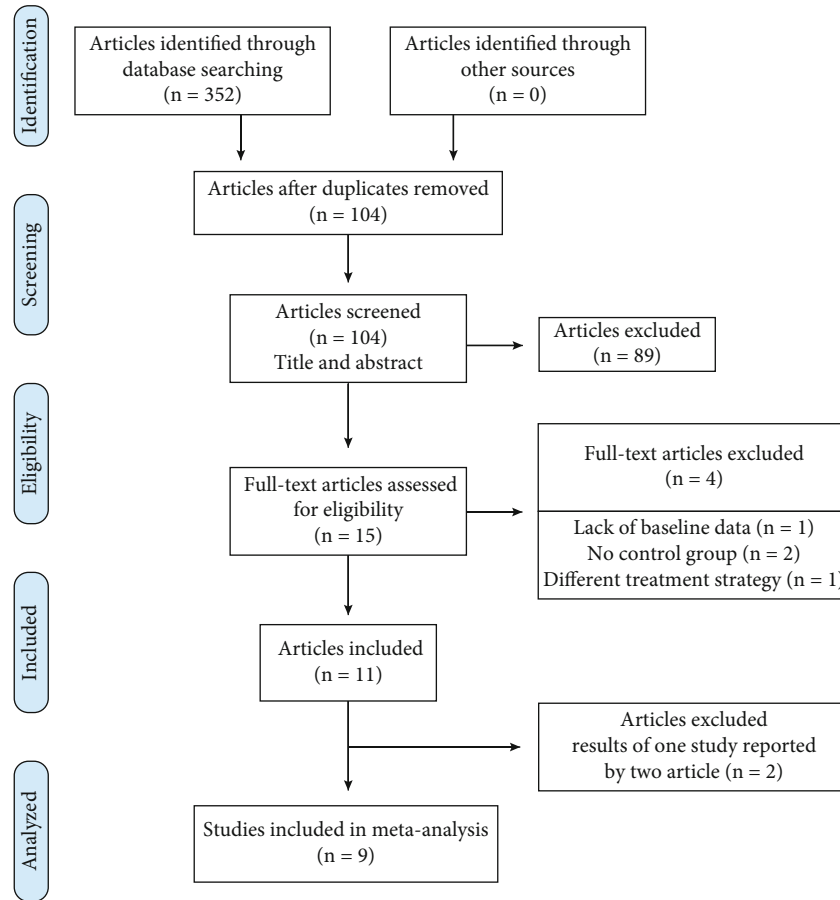 Identification
Articles identified through
database searching
(n = 352)
Articles identified through
other sources
(n = 0)
Articles after duplicates removed
(n = 104)
Screening
Articles screened
(n = 104)
Title and abstract
Articles excluded
(n = 89)
Eligibility
Full-text articles assessed
for eligibility
(n = 15)
Full-text articles excluded
(n = 4)
Lack of baseline data (n = 1)
No control group (n = 2)
Different treatment strategy (n = 1)
Included
Articles included
(n = 11)
Articles excluded
results of one study reported
by two article (n = 2)
Analyzed
Studies included in meta-analysis
(n = 9)